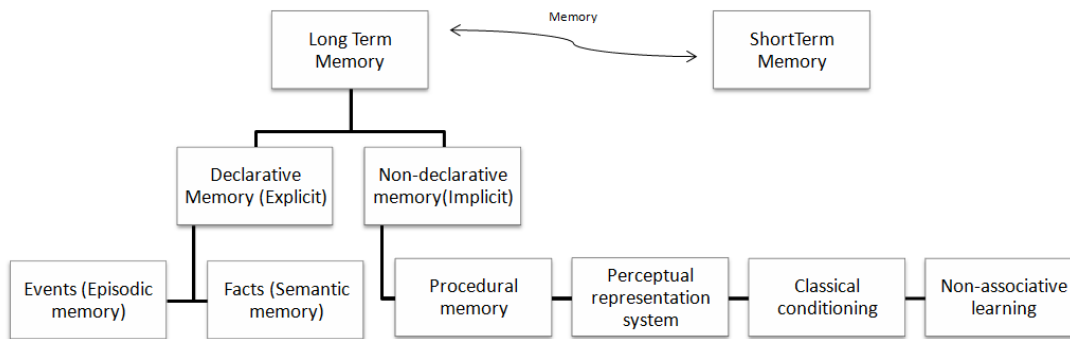 Memory
Long Term
Memory
ShortTerm
Memory
Declarative
Memory (Explicit)
Non-declarative
memory(Implicit)
Events (Episodic
memory)
Facts (Semantic
memory)
Procedural
memory
Perceptual
representation
system
Classical
conditioning
Non-associative
learning